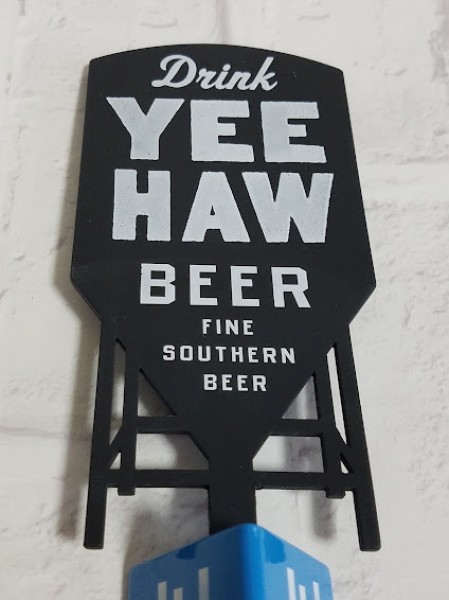 Drink
YEE
HAW
BEER
FINE
SOUTHERN
BEER